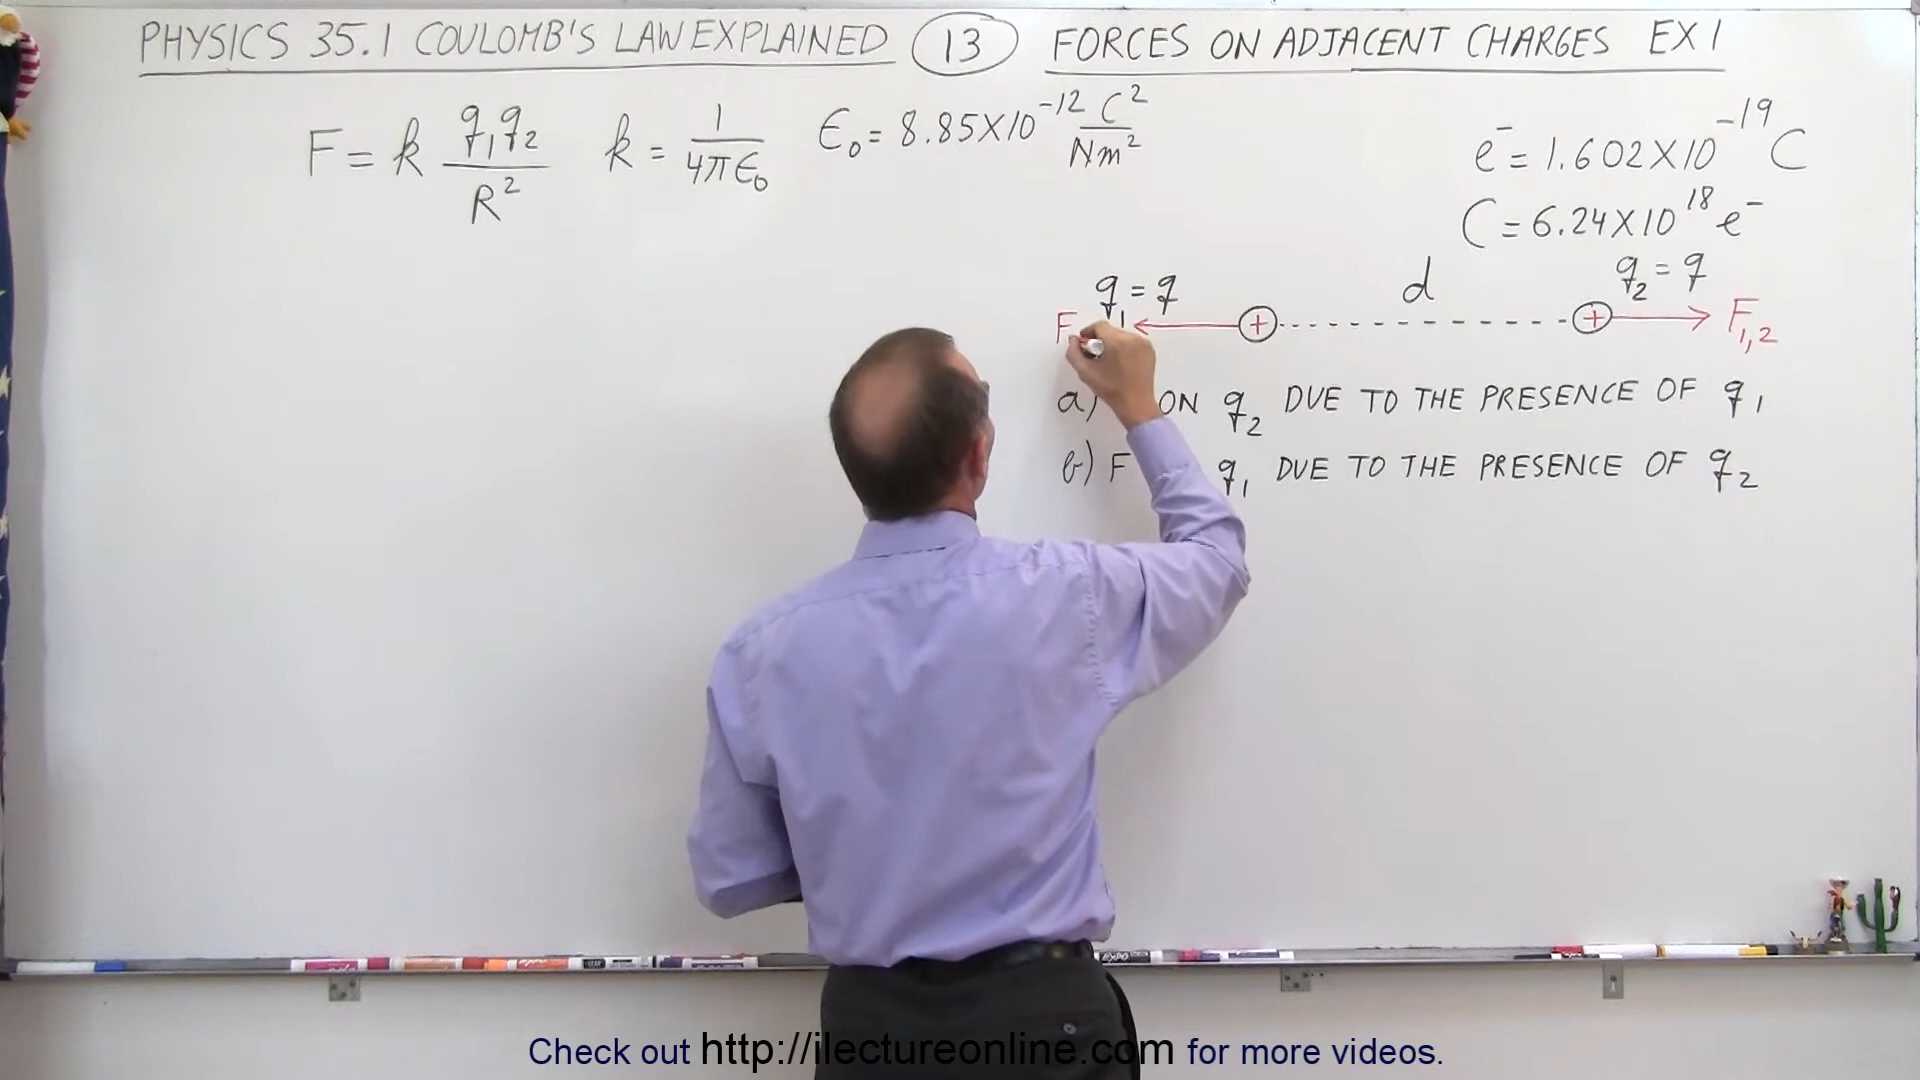 PHYSICS 35.1 COULOMB'S LAW EXPLAINED 13 FORCES ON ADJACENT CHARGES EX 1
F = k q₁q₂/R² k = 1/4πϵ₀ ϵ₀ = 8.85X10⁻¹² C²/Nm²
e⁻ = 1.602X10⁻¹⁹ C
C = 6.24X10¹⁸ e⁻
q₁ = q d q₂ = q
F + + F₁,₂
a) ON q₂ DUE TO THE PRESENCE OF q₁
b) F q₁ DUE TO THE PRESENCE OF q₂
Check out http://ilectureonline.com for more videos.